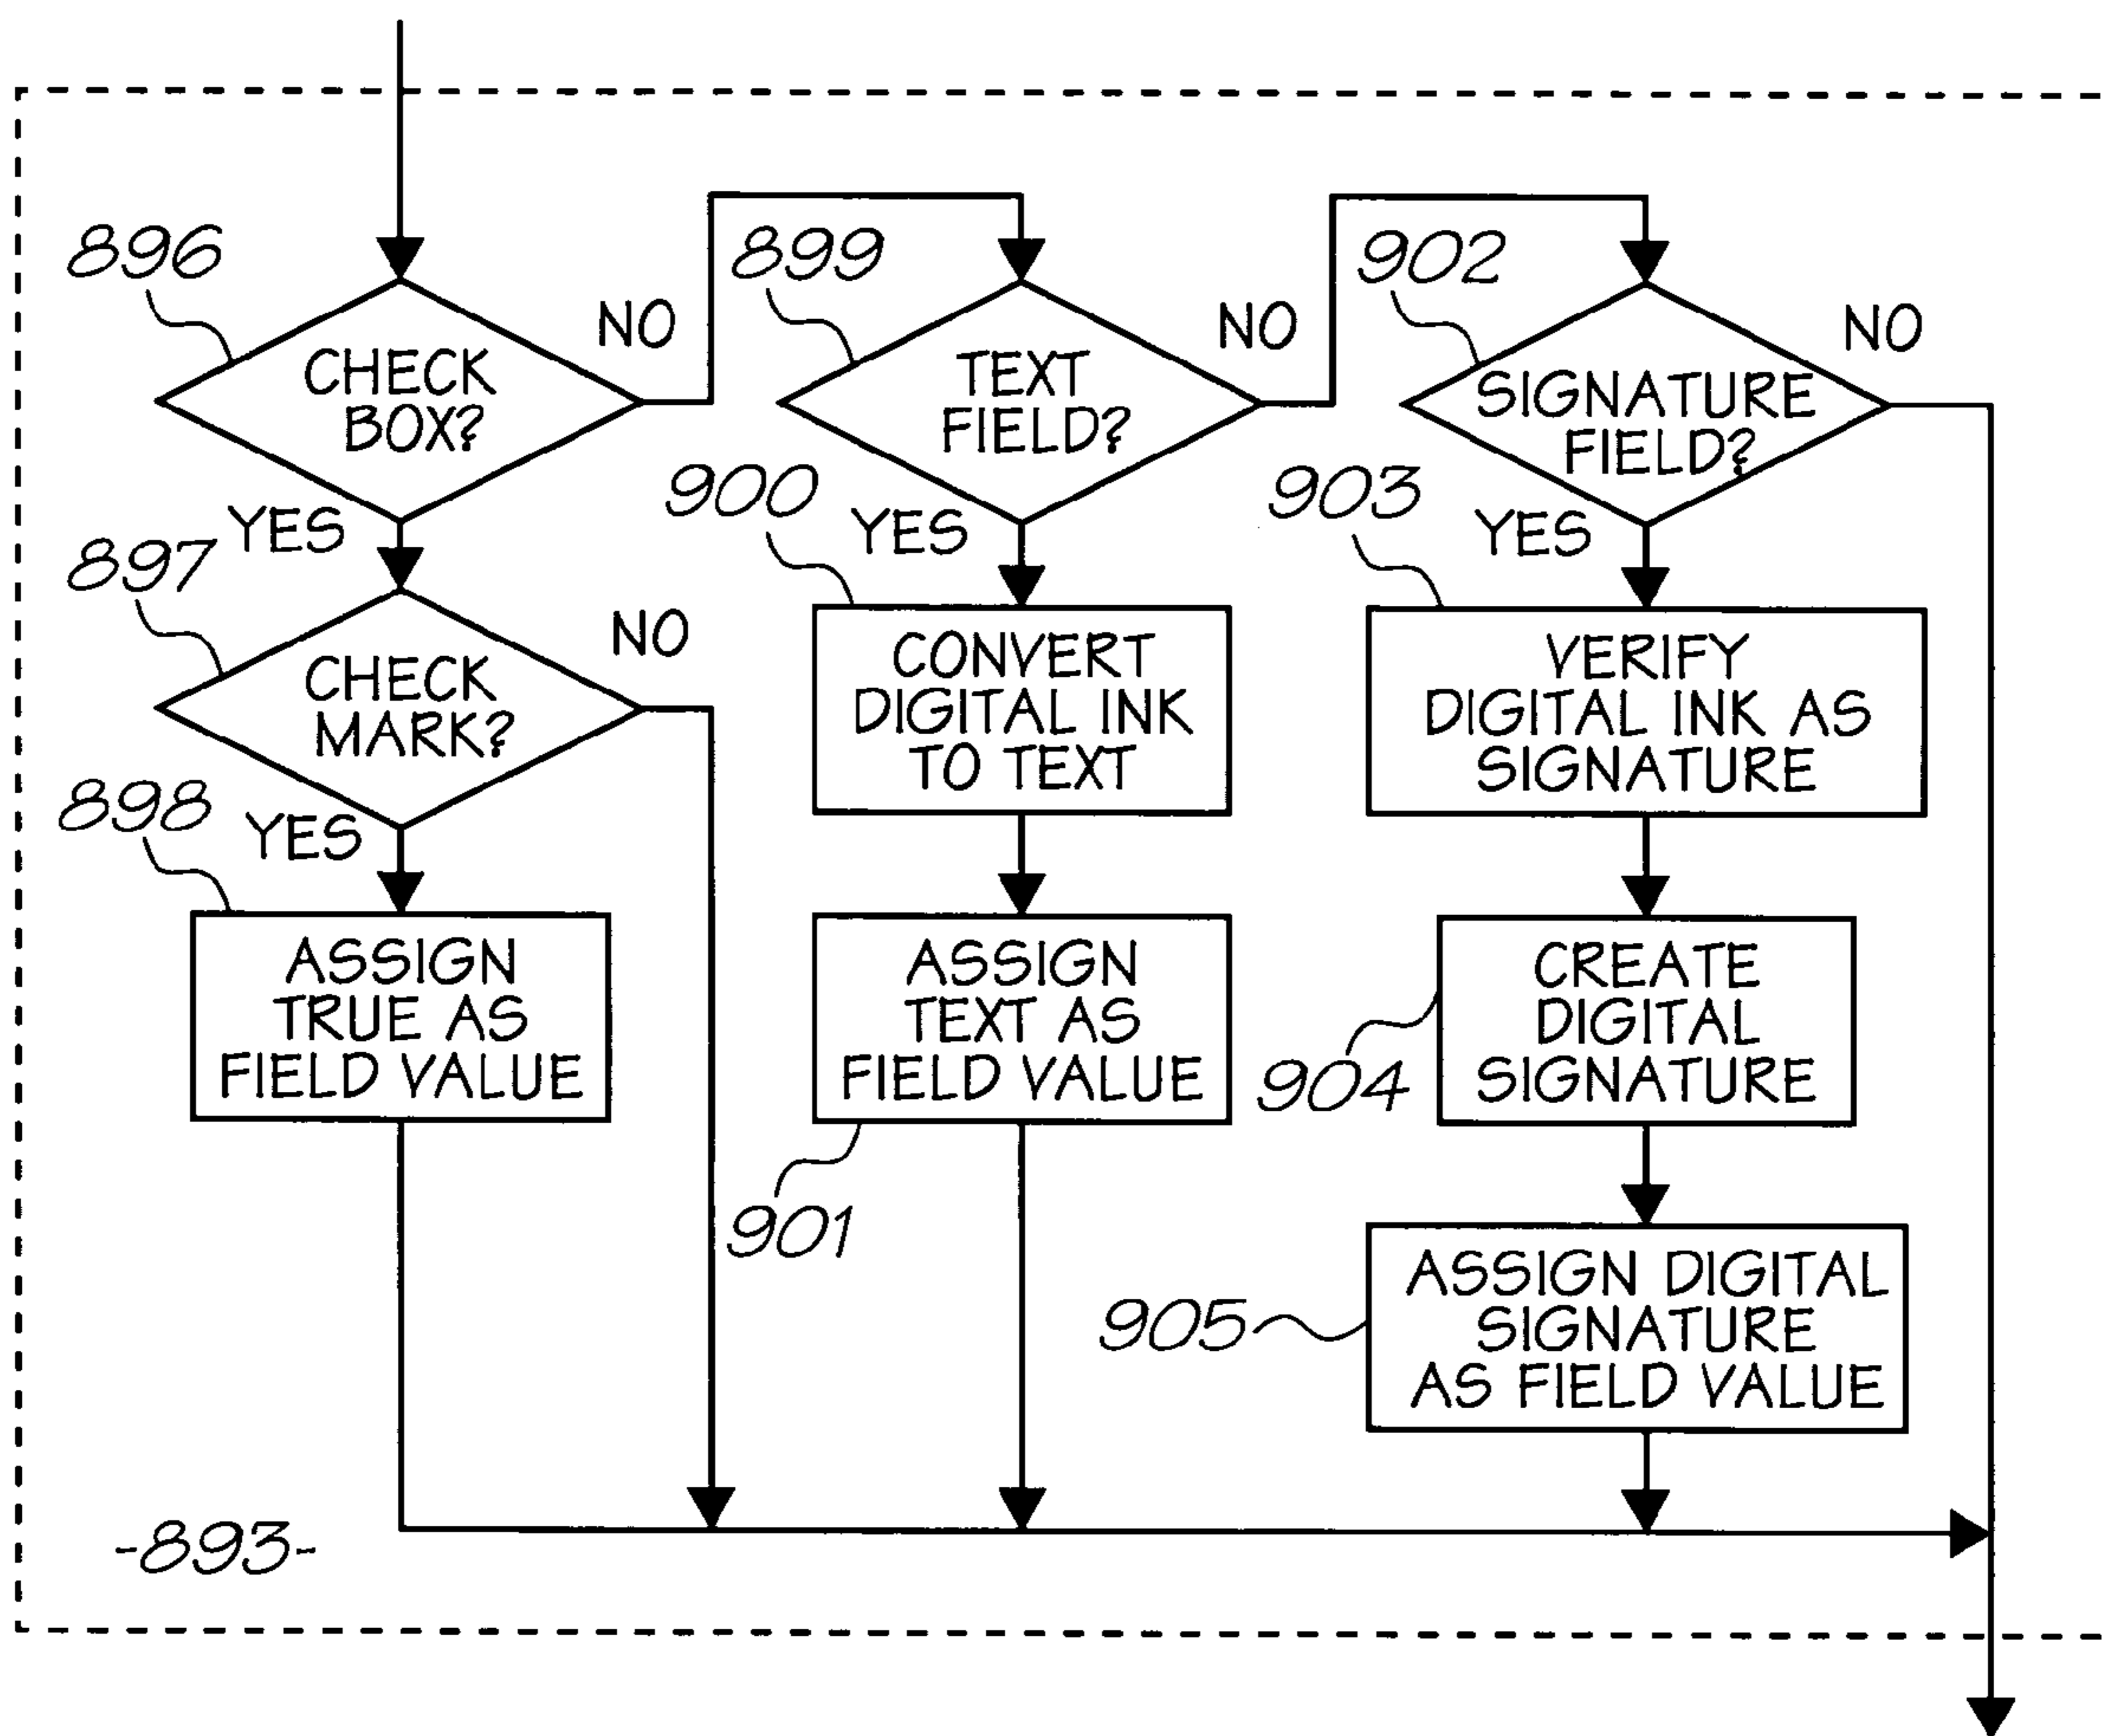 896
CHECK
BOX?
NO
YES
897
CHECK
MARK?
NO
YES
898
ASSIGN
TRUE AS
FIELD VALUE
899
TEXT
FIELD?
NO
YES
900
CONVERT
DIGITAL INK
TO TEXT
ASSIGN
TEXT AS
FIELD VALUE
901
902
SIGNATURE
FIELD?
NO
YES
903
VERIFY
DIGITAL INK AS
SIGNATURE
CREATE
DIGITAL
SIGNATURE
904
ASSIGN DIGITAL
SIGNATURE
AS FIELD VALUE
905
-893-